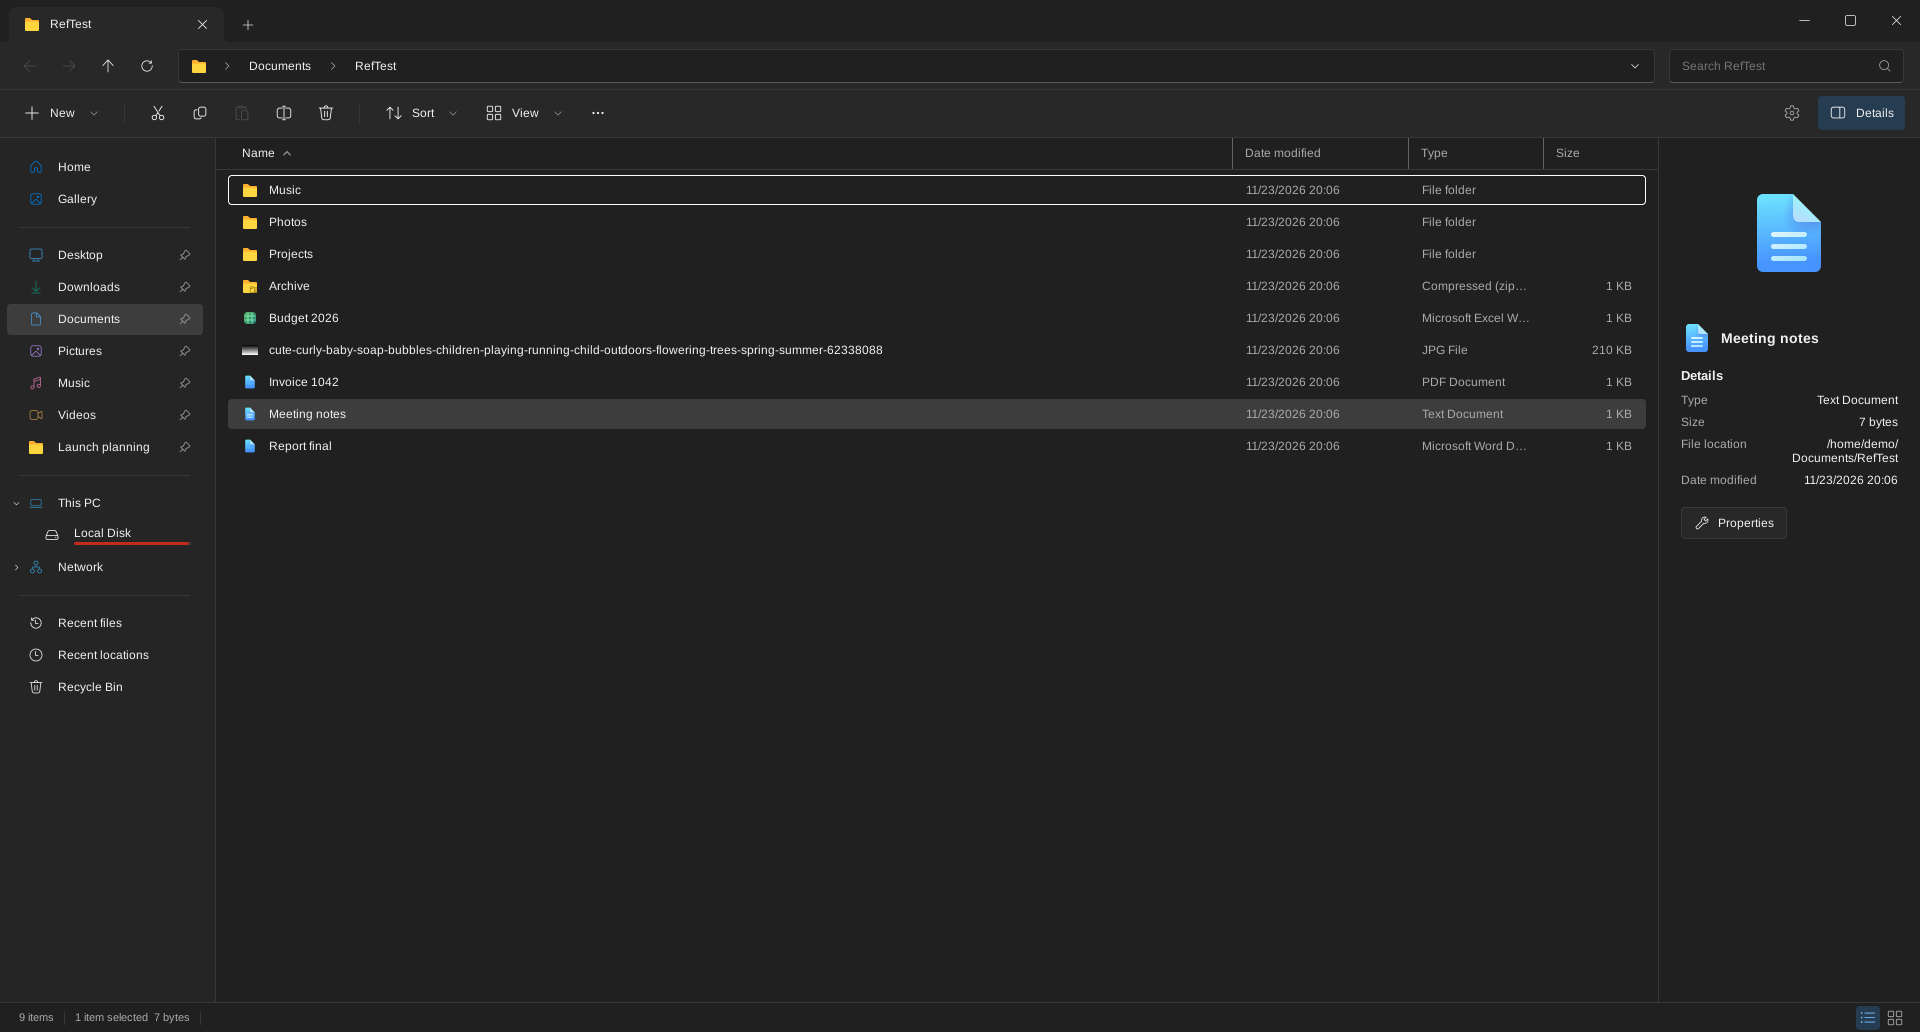 RefTest
Documents
RefTest
Search RefTest
New
Sort
View
Details
Home
Gallery
Desktop
Downloads
Documents
Pictures
Music
Videos
Launch planning
This PC
Local Disk
Network
Recent files
Recent locations
Recycle Bin
Name Date modified Type Size
Music 11/23/2026 20:06 File folder
Photos 11/23/2026 20:06 File folder
Projects 11/23/2026 20:06 File folder
Archive 11/23/2026 20:06 Compressed (zip... 1 KB
Budget 2026 11/23/2026 20:06 Microsoft Excel W... 1 KB
cute-curly-baby-soap-bubbles-children-playing-running-child-outdoors-flowering-trees-spring-summer-62338088 11/23/2026 20:06 JPG File 210 KB
Invoice 1042 11/23/2026 20:06 PDF Document 1 KB
Meeting notes 11/23/2026 20:06 Text Document 1 KB
Report final 11/23/2026 20:06 Microsoft Word D... 1 KB
Meeting notes
Details
Type Text Document
Size 7 bytes
File location /home/demo/
Documents/RefTest
Date modified 11/23/2026 20:06
Properties
9 items 1 item selected 7 bytes